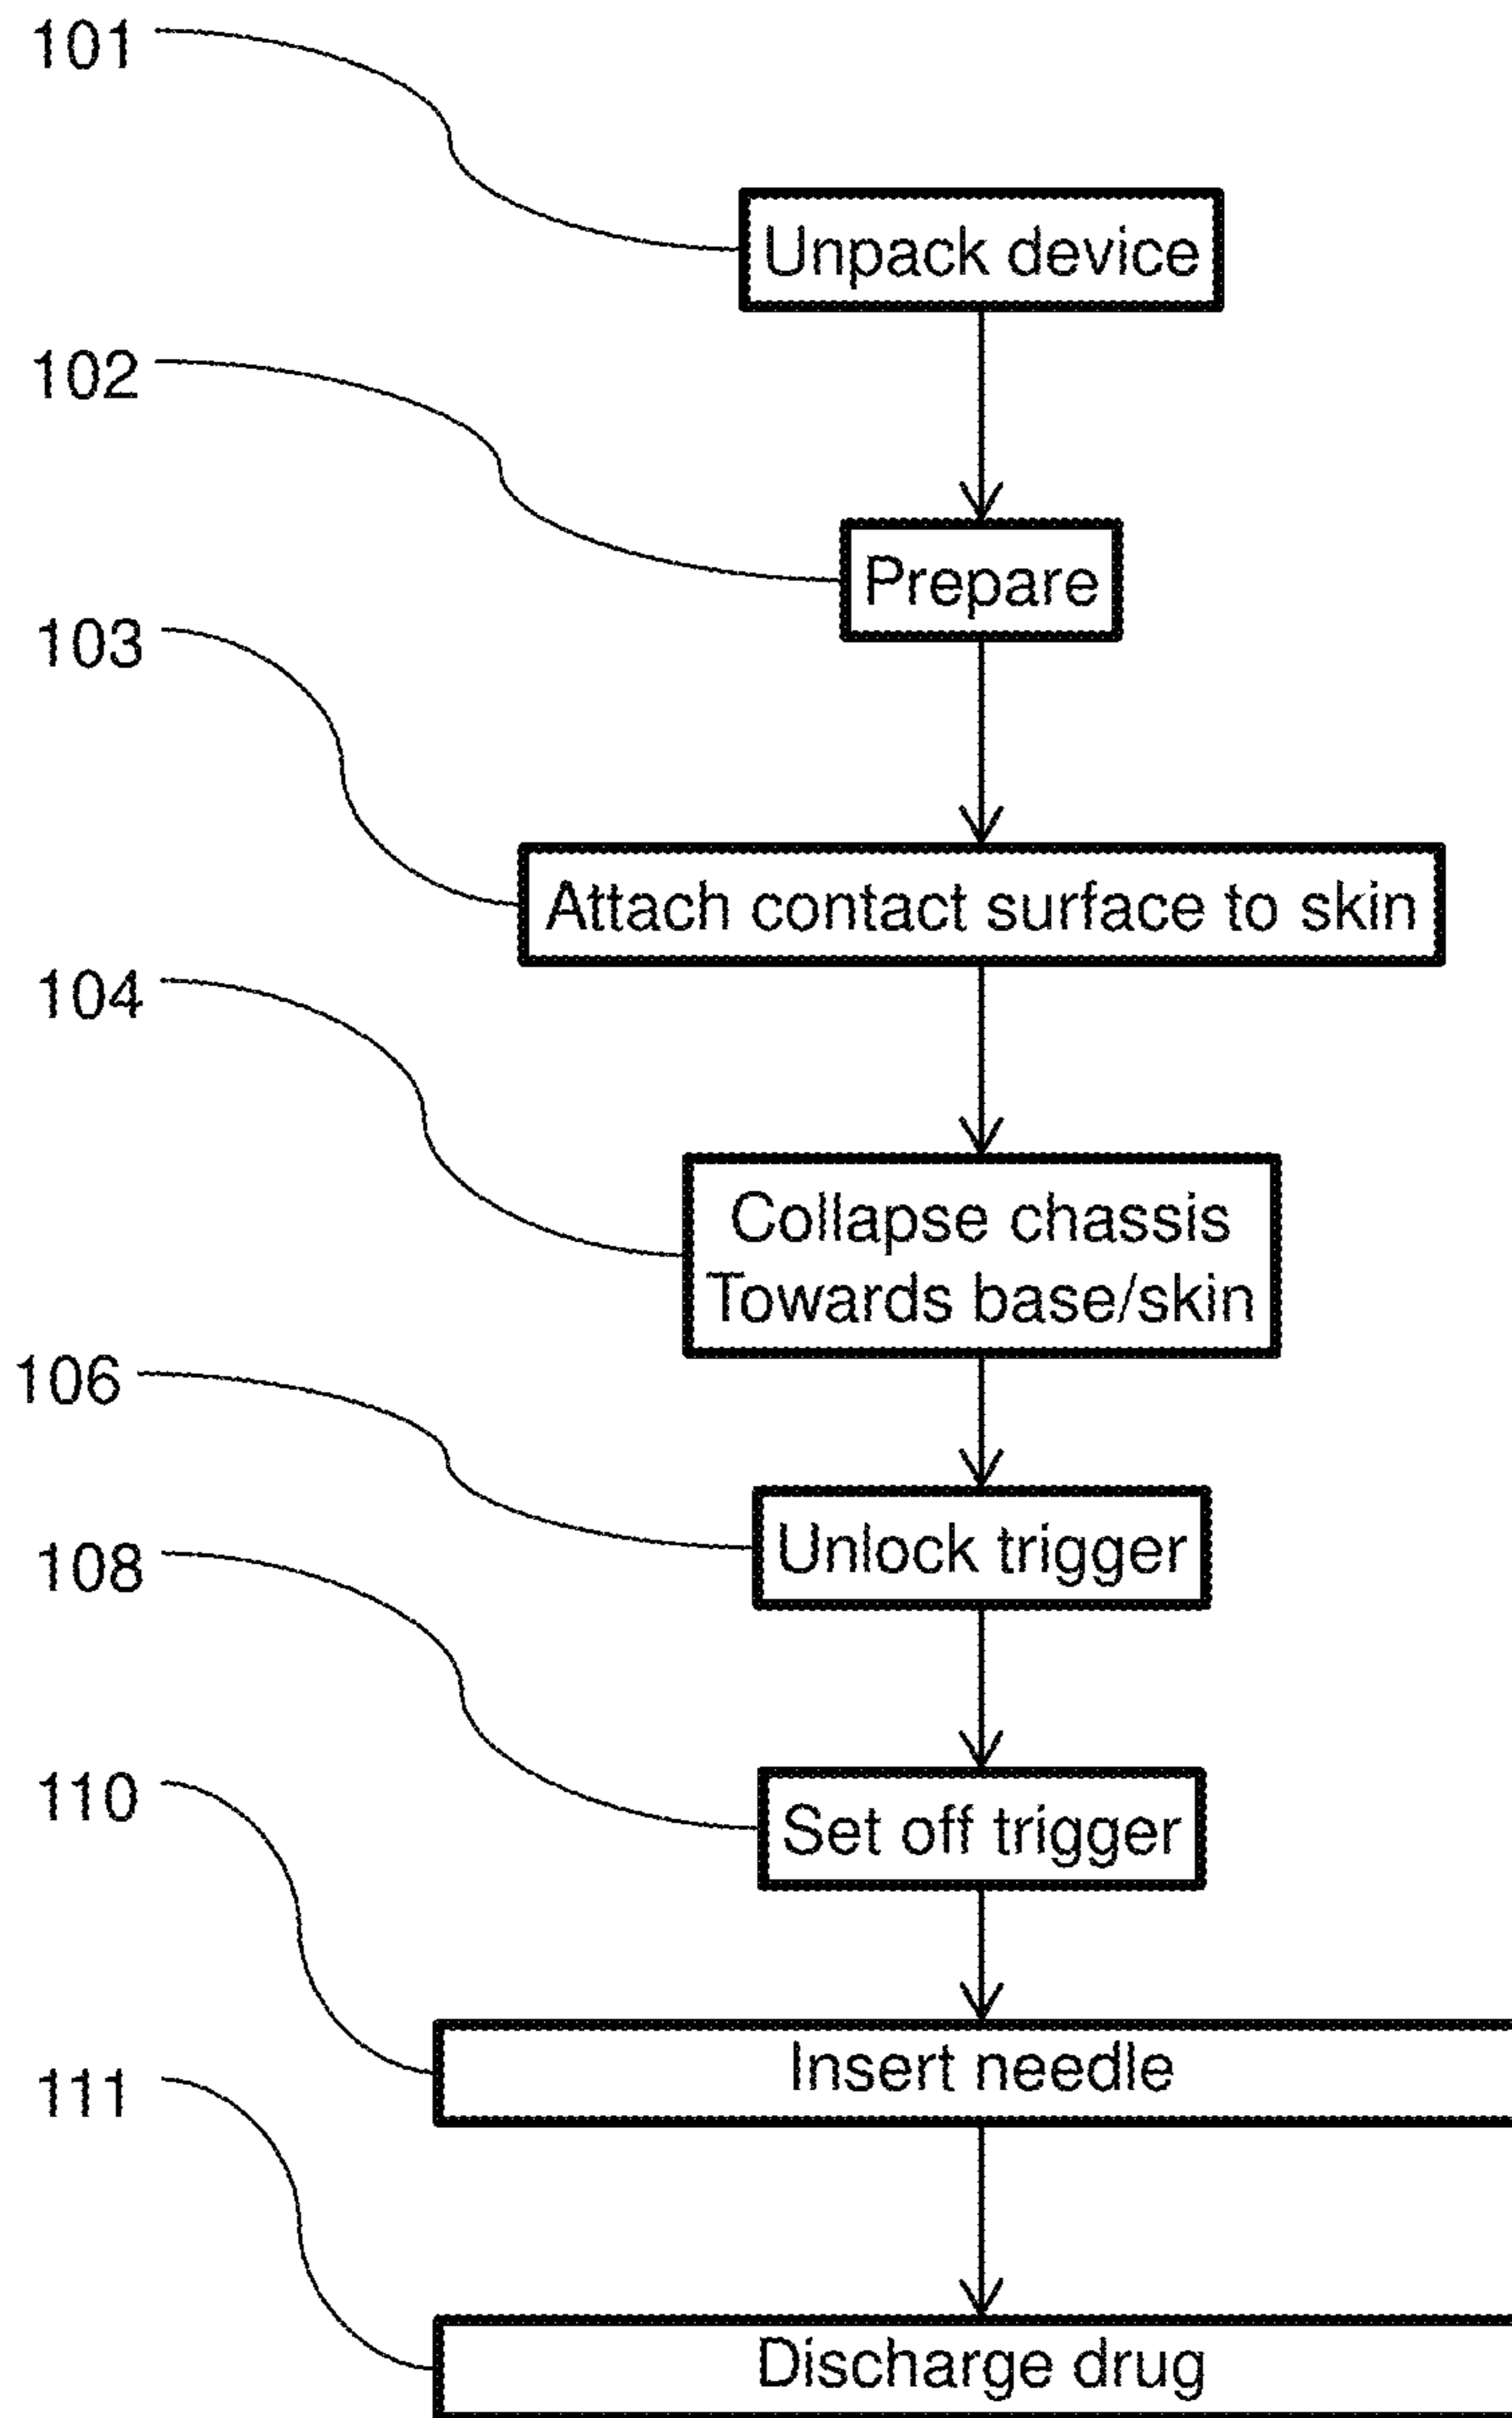 101
Unpack device
102
Prepare
103
Attach contact surface to skin
104
Collapse chassis
Towards base/skin
106
Unlock trigger
108
Set off trigger
110
Insert needle
111
Discharge drug